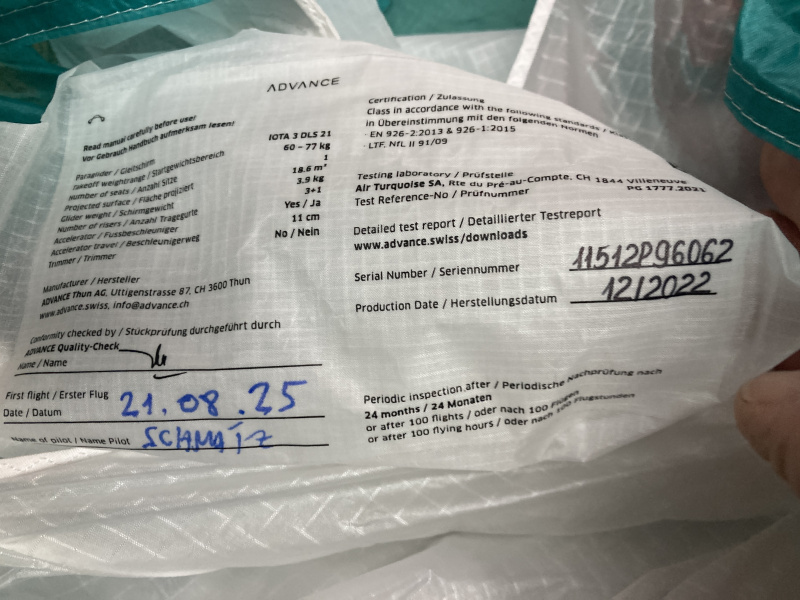 ADVANCE
Read manual carefully before use!
Vor Gebrauch Handbuch aufmerksam lesen!
Paraglider / Gleitschirm IOTA 3 DLS 21
Takeoff weightrange / Startgewichtsbereich 60 – 77 kg
Number of seats / Anzahl Sitze 1
Projected surface / Fläche projiziert 18.6 m²
Glider weight / Schirmgewicht 3.9 kg
Number of risers / Anzahl Tragegurte 3+1
Accelerator / Fussbeschleuniger Yes / Ja
Accelerator travel / Beschleunigerweg 11 cm
Trimmer / Trimmer No / Nein
Manufacturer / Hersteller
ADVANCE Thun AG, Uttigenstrasse 87, CH 3600 Thun
www.advance.swiss, info@advance.ch
Conformity checked by / Stückprüfung durchgeführt durch
ADVANCE Quality-Check
Name / Name
First flight / Erster Flug
Date / Datum 21.08.25
Name of pilot / Name Pilot
Certification / Zulassung
Class in accordance with the following standards /
in Übereinstimmung mit den folgenden Normen
· EN 926-2:2013 & 926-1:2015
· LTF, NfL II 91/09
Testing laboratory / Prüfstelle
Air Turquoise SA, Rte du Pré-au-Compte, CH 1844 Villeneuve
Test Reference-No / Prüfnummer PG 1777.2021
Detailed test report / Detaillierter Testreport
www.advance.swiss/downloads
Serial Number / Seriennummer 11512P96062
Production Date / Herstellungsdatum 12/2022
Periodic inspection after / Periodische Nachprüfung nach
24 months / 24 Monaten
or after 100 flights / oder nach 100 Flügen
or after 100 flying hours / oder nach 100 Flugstunden